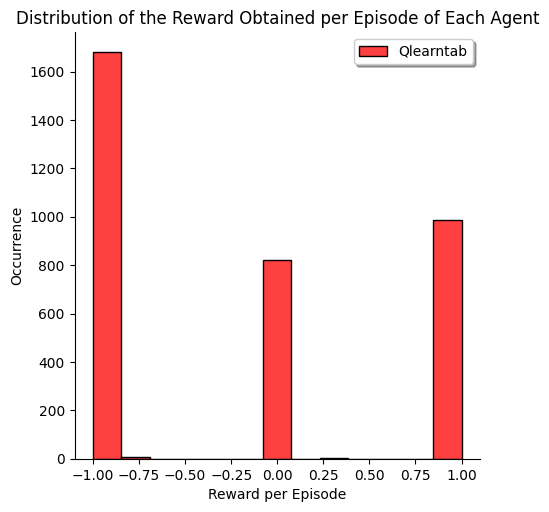 Distribution of the Reward Obtained per Episode of Each Agent
Qlearntab
1600
1400
1200
1000
800
600
400
200
0
Occurrence
−1.00 −0.75 −0.50 −0.25 0.00 0.25 0.50 0.75 1.00
Reward per Episode